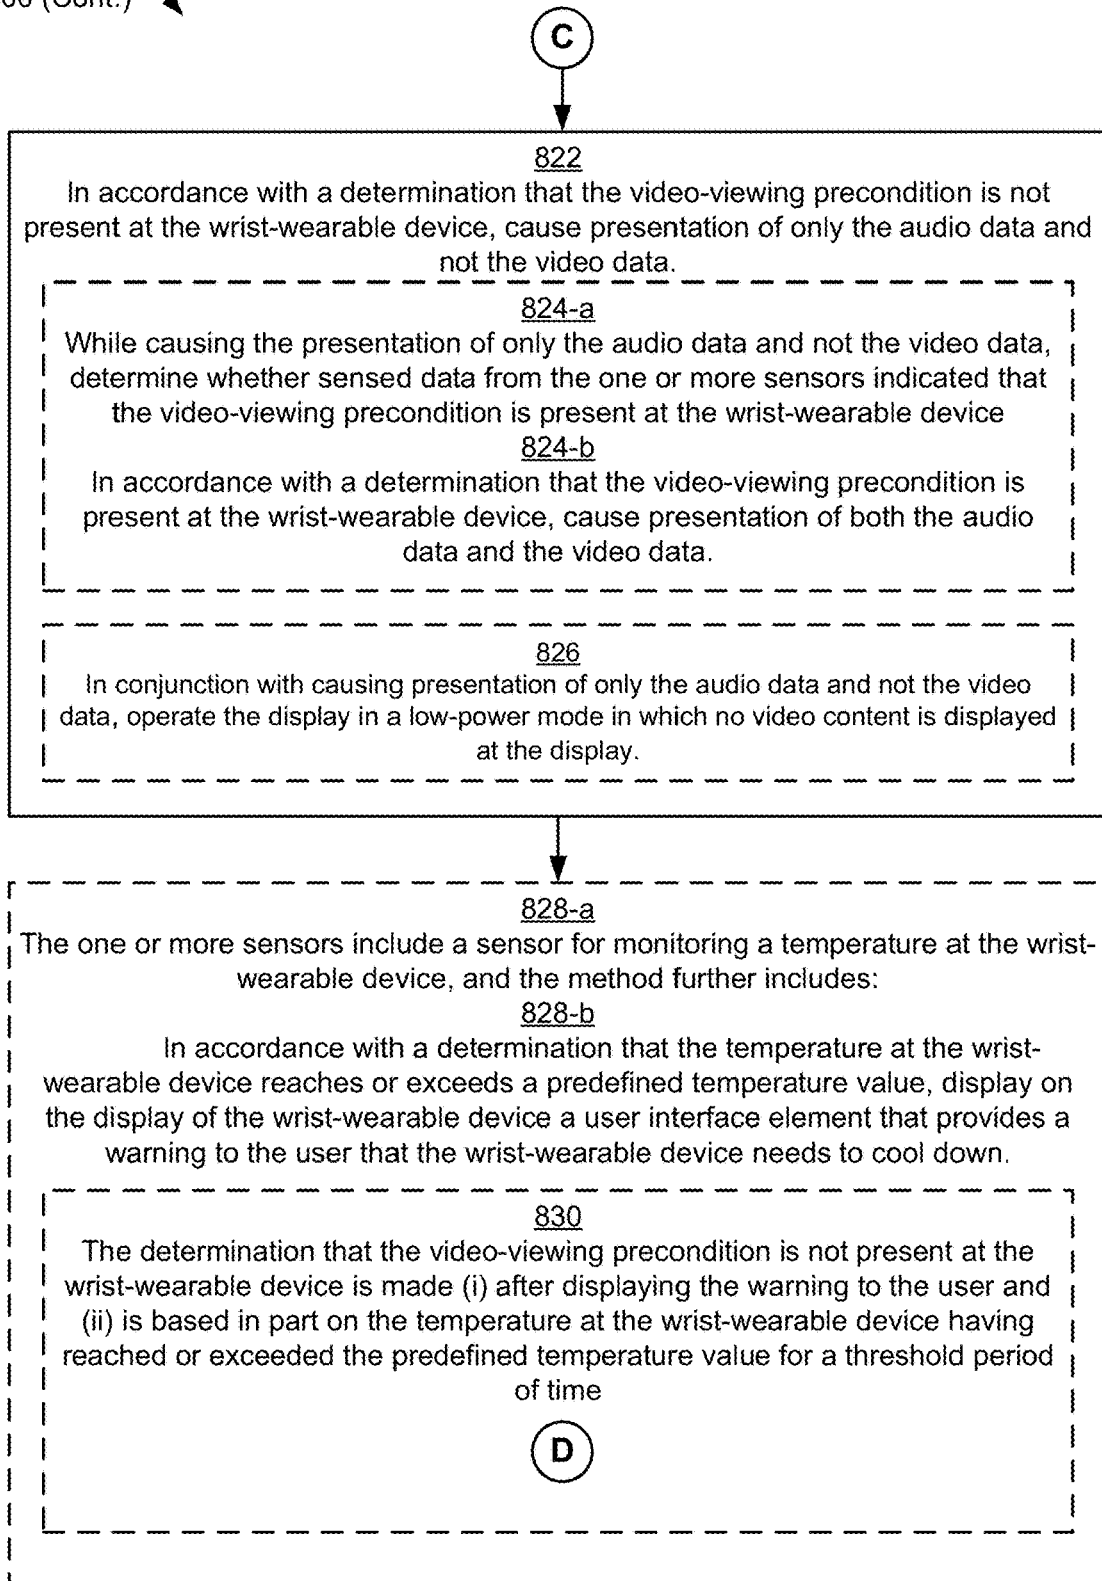 (Cont.)
C
822
In accordance with a determination that the video-viewing precondition is not
present at the wrist-wearable device, cause presentation of only the audio data and
not the video data.
824-a
While causing the presentation of only the audio data and not the video data,
determine whether sensed data from the one or more sensors indicated that
the video-viewing precondition is present at the wrist-wearable device
824-b
In accordance with a determination that the video-viewing precondition is
present at the wrist-wearable device, cause presentation of both the audio
data and the video data.
826
In conjunction with causing presentation of only the audio data and not the video
data, operate the display in a low-power mode in which no video content is displayed
at the display.
828-a
The one or more sensors include a sensor for monitoring a temperature at the wrist-
wearable device, and the method further includes:
828-b
In accordance with a determination that the temperature at the wrist-
wearable device reaches or exceeds a predefined temperature value, display on
the display of the wrist-wearable device a user interface element that provides a
warning to the user that the wrist-wearable device needs to cool down.
830
The determination that the video-viewing precondition is not present at the
wrist-wearable device is made (i) after displaying the warning to the user and
(ii) is based in part on the temperature at the wrist-wearable device having
reached or exceeded the predefined temperature value for a threshold period
of time
D